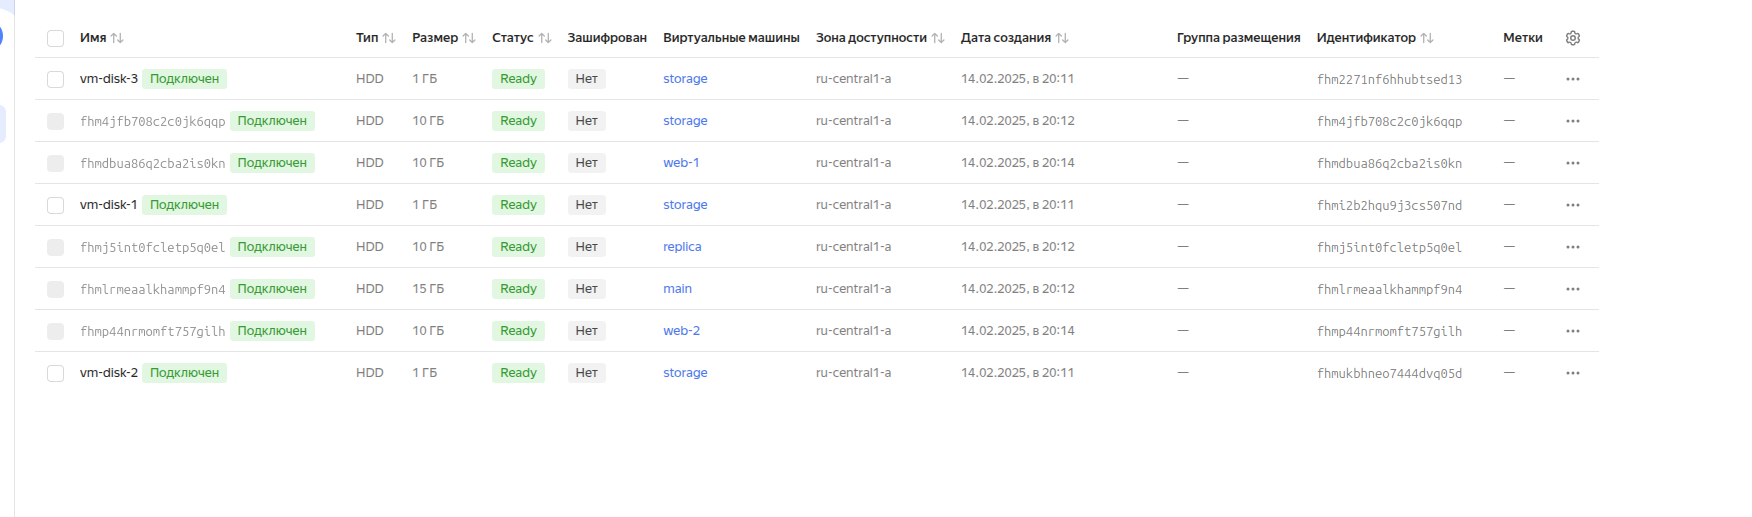 Имя Тип Размер Статус Зашифрован Виртуальные машины Зона доступности Дата создания Группа размещения Идентификатор Метки
vm-disk-3 Подключен HDD 1 ГБ Ready Нет storage ru-central1-a 14.02.2025, в 20:11 — fhm2271nf6hhubtsed13 —
fhm4jfb708c2c0jk6qqp Подключен HDD 10 ГБ Ready Нет storage ru-central1-a 14.02.2025, в 20:12 — fhm4jfb708c2c0jk6qqp —
fhmdbua86q2cba2is0kn Подключен HDD 10 ГБ Ready Нет web-1 ru-central1-a 14.02.2025, в 20:14 — fhmdbua86q2cba2is0kn —
vm-disk-1 Подключен HDD 1 ГБ Ready Нет storage ru-central1-a 14.02.2025, в 20:11 — fhmi2b2hqu9j3cs507nd —
fhmj5int0fcletp5q0el Подключен HDD 10 ГБ Ready Нет replica ru-central1-a 14.02.2025, в 20:12 — fhmj5int0fcletp5q0el —
fhmlrmeaalkhammpf9n4 Подключен HDD 15 ГБ Ready Нет main ru-central1-a 14.02.2025, в 20:12 — fhmlrmeaalkhammpf9n4 —
fhmp44nrmomft757gilh Подключен HDD 10 ГБ Ready Нет web-2 ru-central1-a 14.02.2025, в 20:14 — fhmp44nrmomft757gilh —
vm-disk-2 Подключен HDD 1 ГБ Ready Нет storage ru-central1-a 14.02.2025, в 20:11 — fhmukbhneo7444dvq05d —